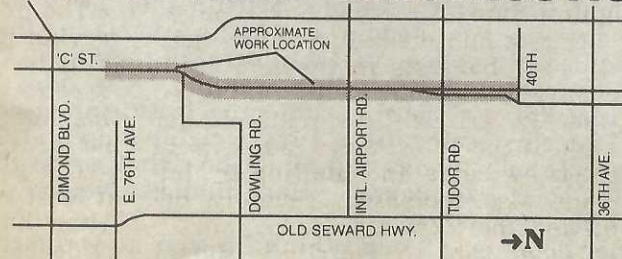 APPROXIMATE
WORK LOCATION
'C' ST.
40TH
DIMOND BLVD.
E. 76TH AVE.
DOWLING RD.
INTL. AIRPORT RD.
TUDOR RD.
36TH AVE.
OLD SEWARD HWY.
→N